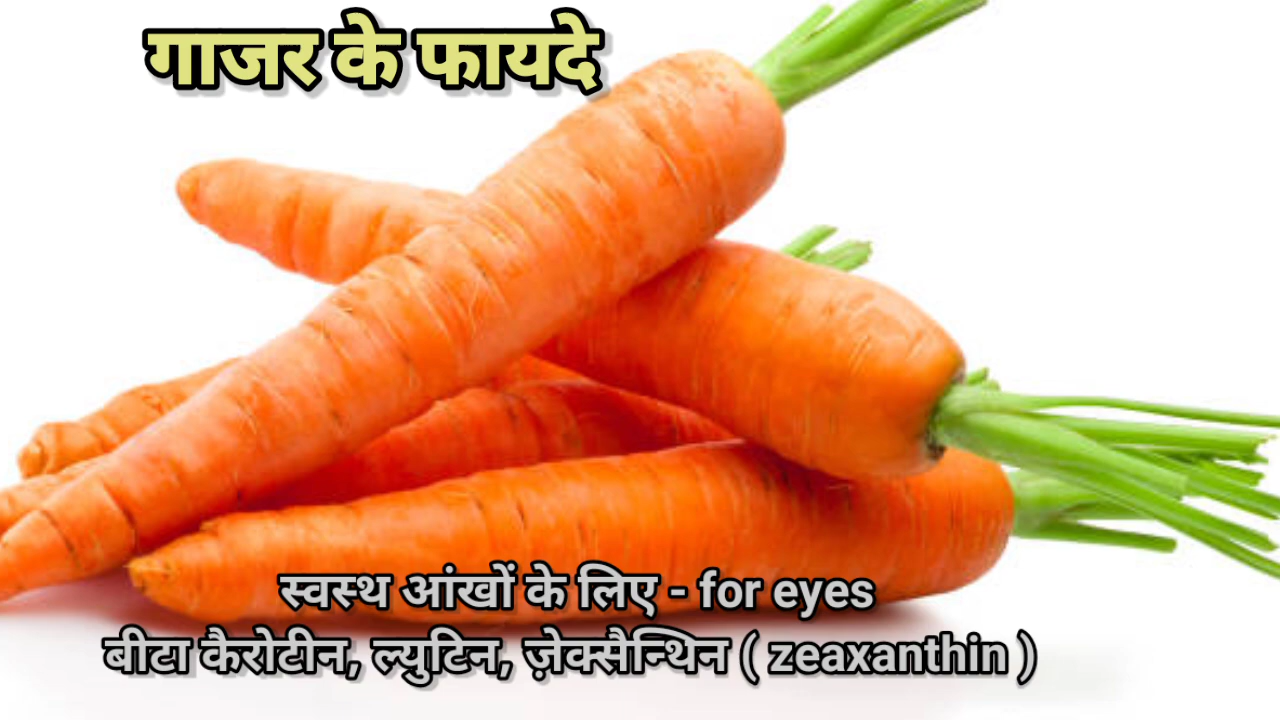 गाजर के फायदे
स्वस्थ आंखों के लिए - for eyes
बीटा कैरोटीन, ल्युटिन, ज़ेक्सैन्थिन ( zeaxanthin )